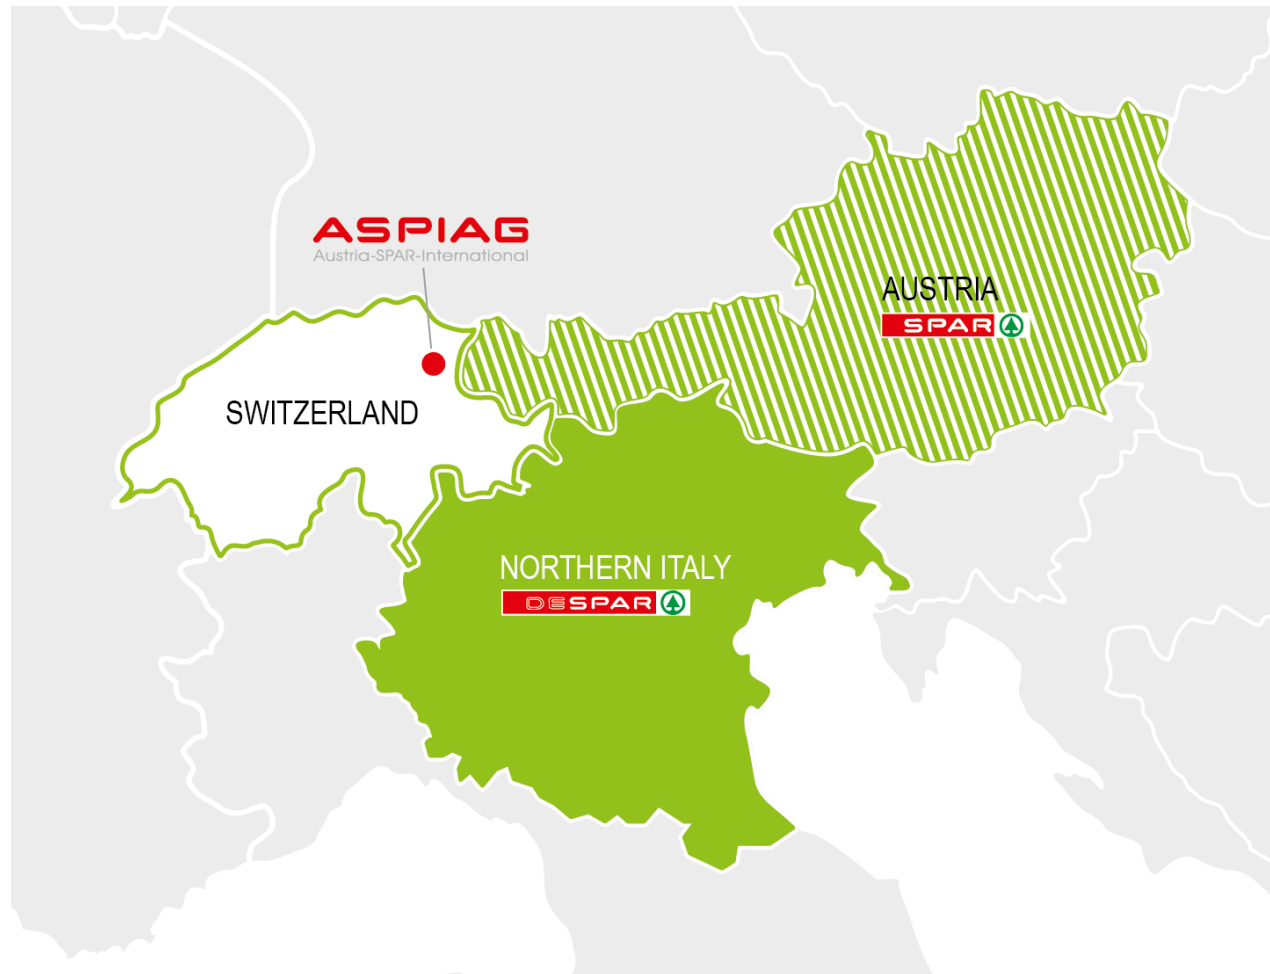 ASPIAG
Austria-SPAR-International
AUSTRIA
SPAR
SWITZERLAND
NORTHERN ITALY
DESPAR